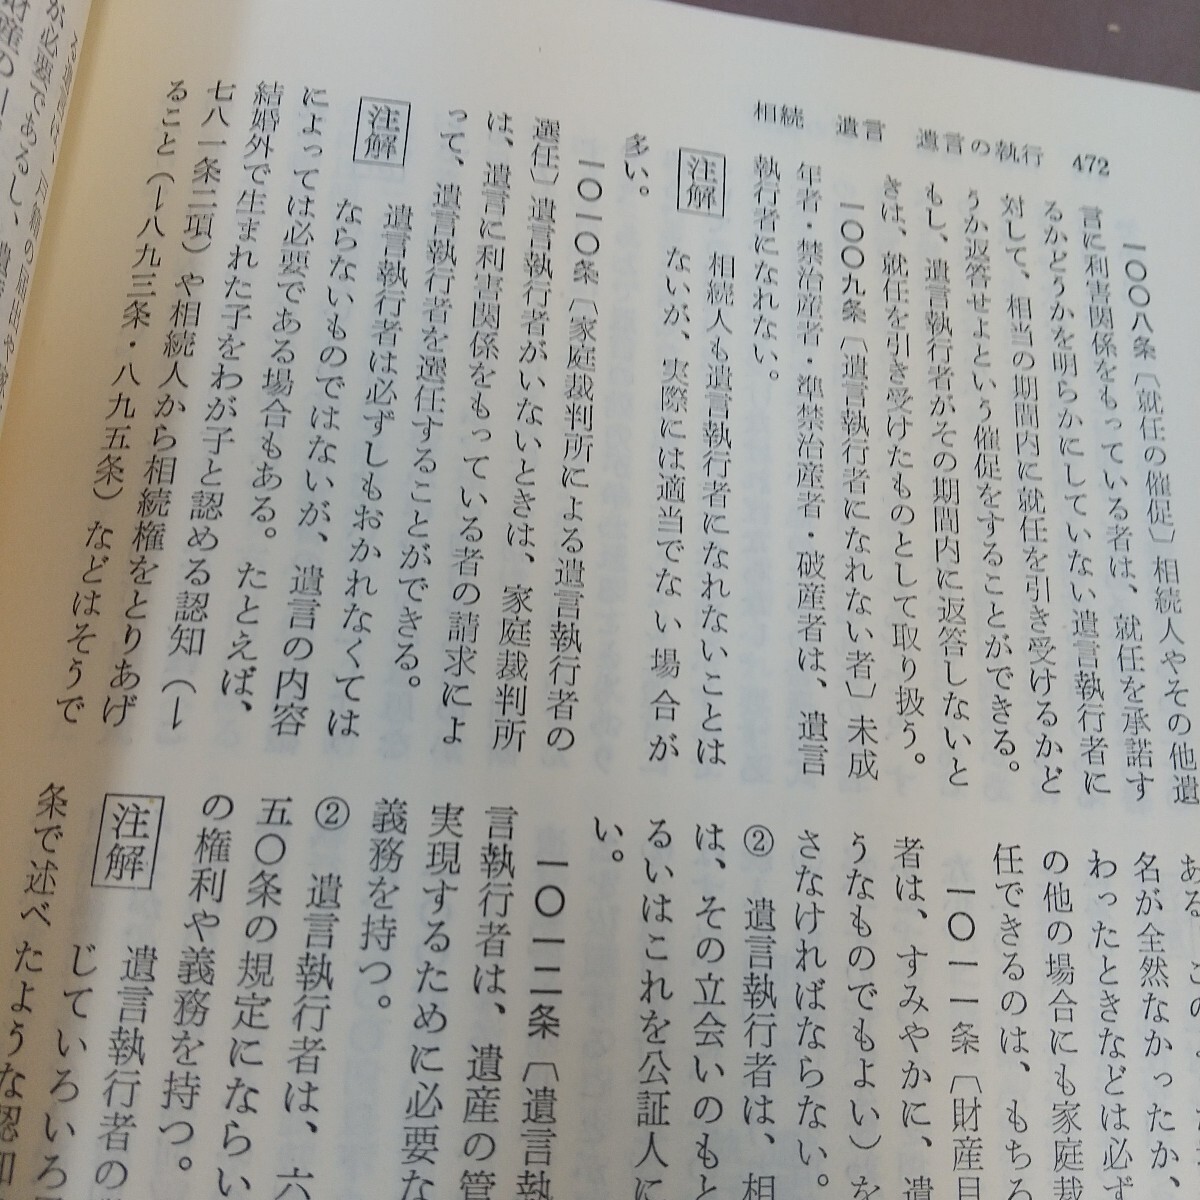 相続 遺言 遺言の執行 472
一〇〇八条〔就任の催促〕相続人やその他遺
言に利害関係をもっている者は、就任を承諾す
るかどうかを明らかにしていない遺言執行者に
対して、相当の期間内に就任を引き受けるかど
うか返答せよという催促をすることができる。
もし、遺言執行者がその期間内に返答しないと
きは、就任を引き受けたものとして取り扱う。
一〇〇九条〔遺言執行者になれない者〕未成
年者・禁治産者・準禁治産者・破産者は、遺言
執行者になれない。
注解 相続人も遺言執行者になれないことは
ないが、実際には適当でない場合が
多い。
一〇一〇条〔家庭裁判所による遺言執行者の
選任〕遺言執行者がいないときは、家庭裁判所
は、遺言に利害関係をもっている者の請求によ
って、遺言執行者を選任することができる。
注解 遺言執行者は必ずしもおかれなくては
ならないものではないが、遺言の内容
によっては必要である場合もある。たとえば、
結婚外で生まれた子をわが子と認める認知（→
七八一条二項）や相続人から相続権をとりあげ
ること（→八九三条・八九五条）などはそうで
ある。この
名が全然なかったか、
わったときなどは必ず
の他の場合にも家庭裁
任できるのは、もちろ
一〇一一条〔財産目
者は、すみやかに、遺
うなものでもよい）を
さなければならない。
② 遺言執行者は、相
は、その立会いのもと
るいはこれを公証人に
い。
一〇一二条〔遺言執
言執行者は、遺産の管
実現するために必要な
義務を持つ。
② 遺言執行者は、六
五〇条の規定にならい
の権利や義務を持つ。
注解 遺言執行者の
じていろいろ
条で述べたような認知